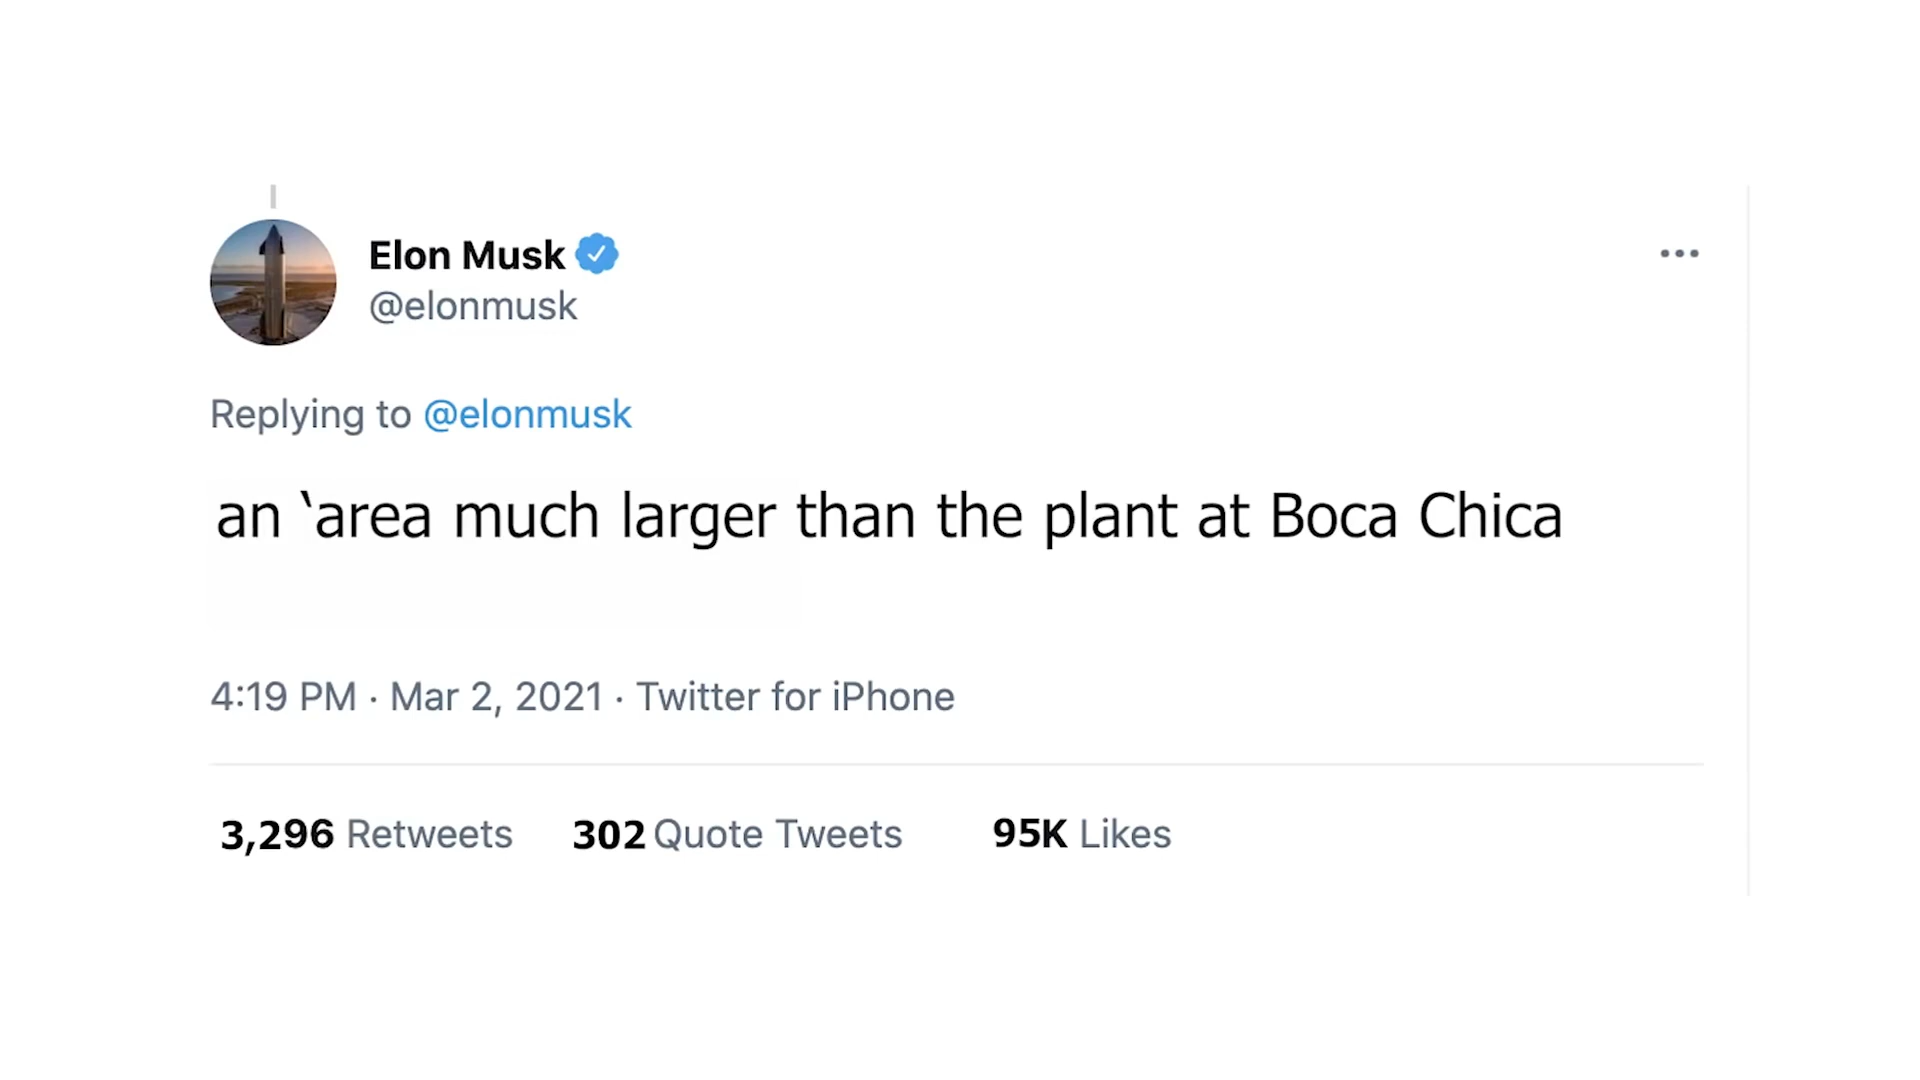 Elon Musk
@elonmusk
Replying to @elonmusk
an ‵area much larger than the plant at Boca Chica
4:19 PM · Mar 2, 2021 · Twitter for iPhone
3,296 Retweets 302 Quote Tweets 95K Likes